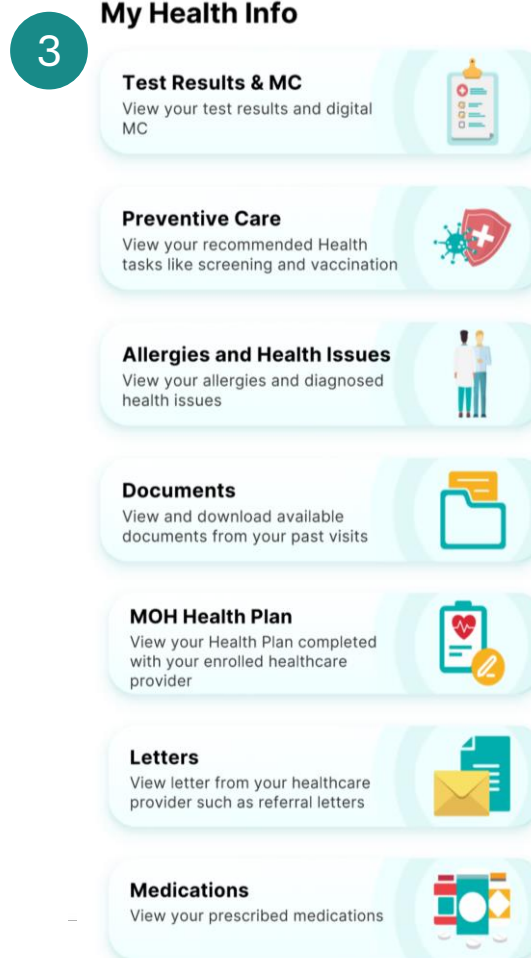 My Health Info
3
Test Results & MC
View your test results and digital
MC
Preventive Care
View your recommended Health
tasks like screening and vaccination
Allergies and Health Issues
View your allergies and diagnosed
health issues
Documents
View and download available
documents from your past visits
MOH Health Plan
View your Health Plan completed
with your enrolled healthcare
provider
Letters
View letter from your healthcare
provider such as referral letters
Medications
View your prescribed medications